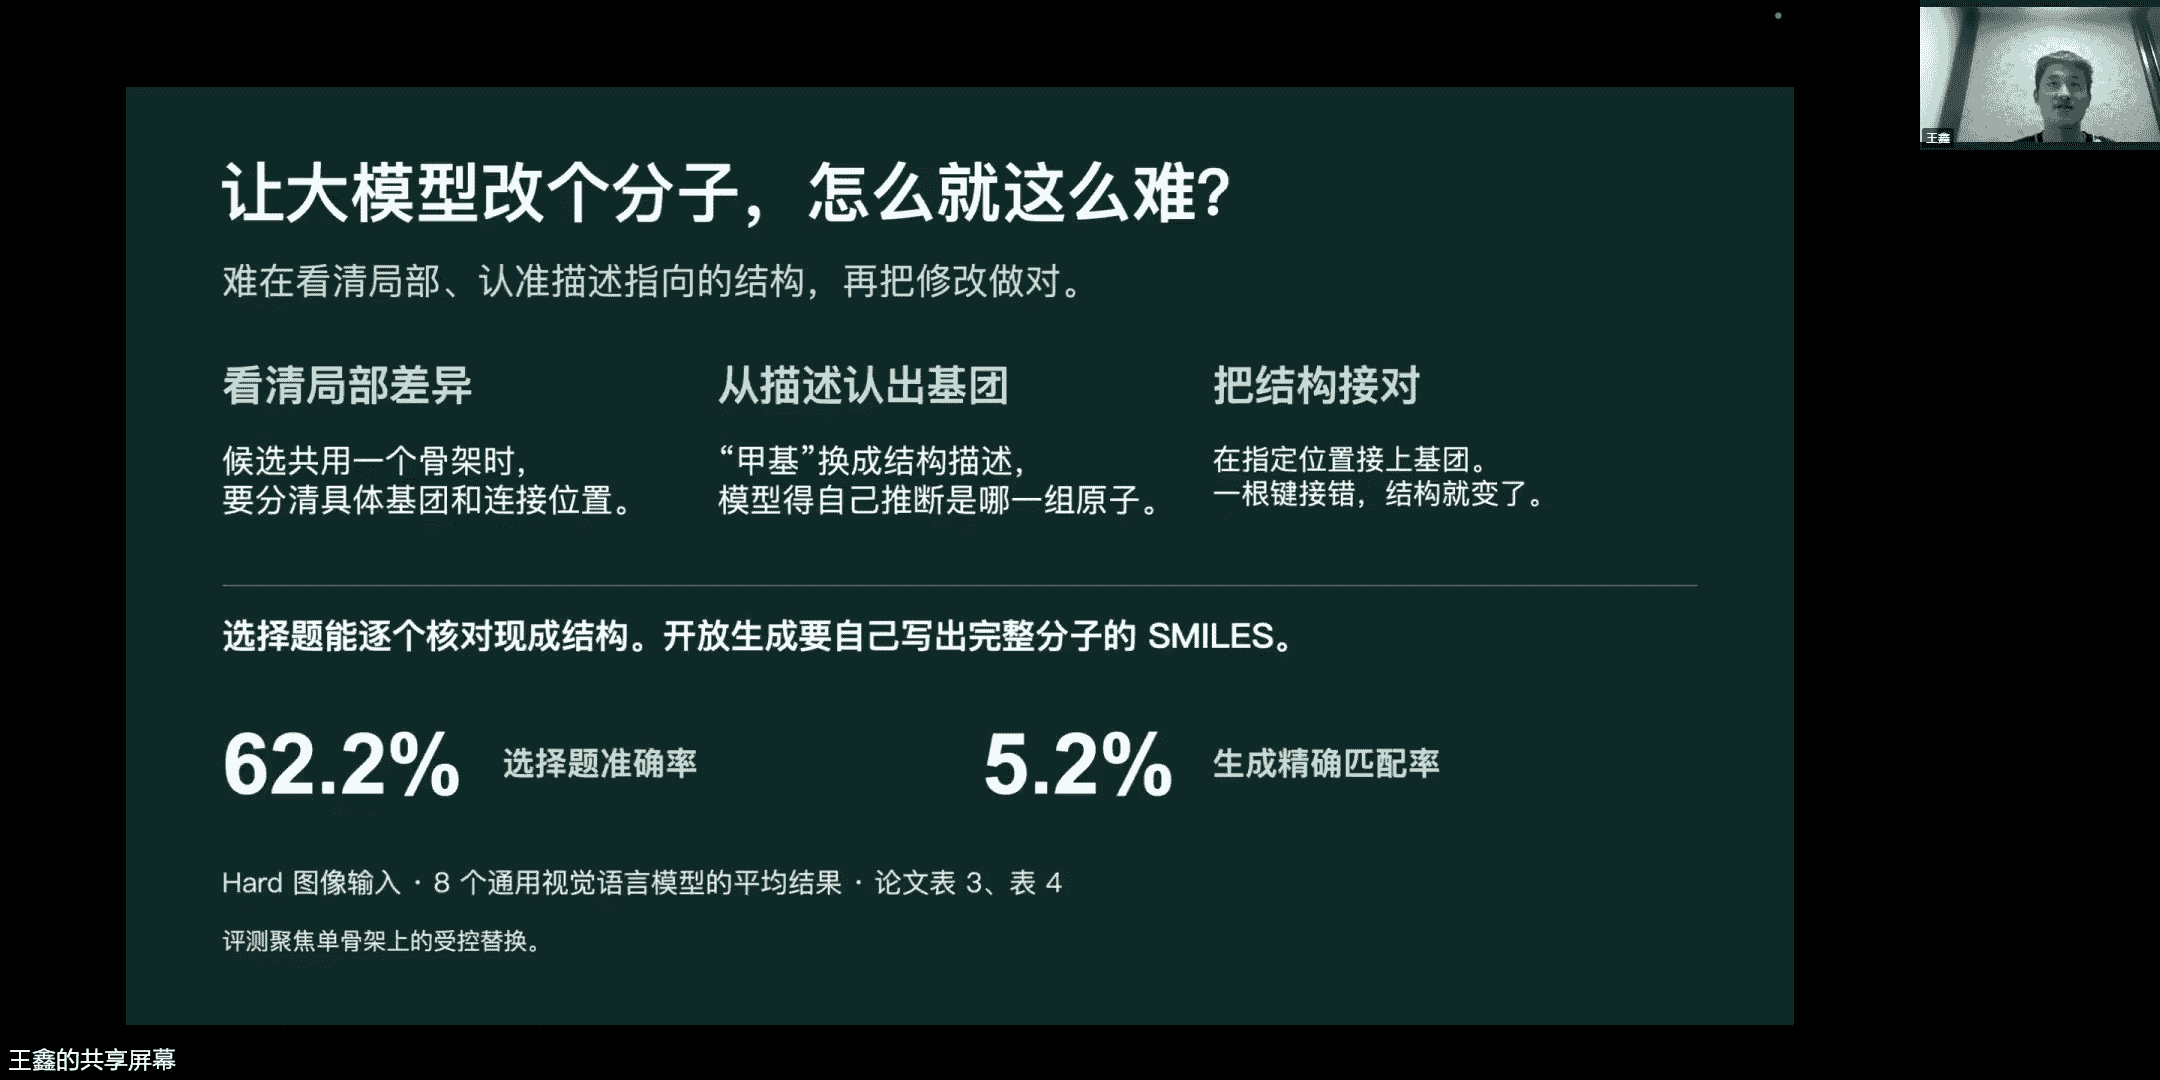 让大模型改个分子，怎么就这么难？
难在看清局部、认准描述指向的结构，再把修改做对。
看清局部差异
候选共用一个骨架时，
要分清具体基团和连接位置。
从描述认出基团
“甲基”换成结构描述，
模型得自己推断是哪一组原子。
把结构接对
在指定位置接上基团。
一根键接错，结构就变了。
选择题能逐个核对现成结构。开放生成要自己写出完整分子的 SMILES。
62.2% 选择题准确率
5.2% 生成精确匹配率
Hard 图像输入 · 8 个通用视觉语言模型的平均结果 · 论文表 3、表 4
评测聚焦单骨架上的受控替换。
王鑫
王鑫的共享屏幕